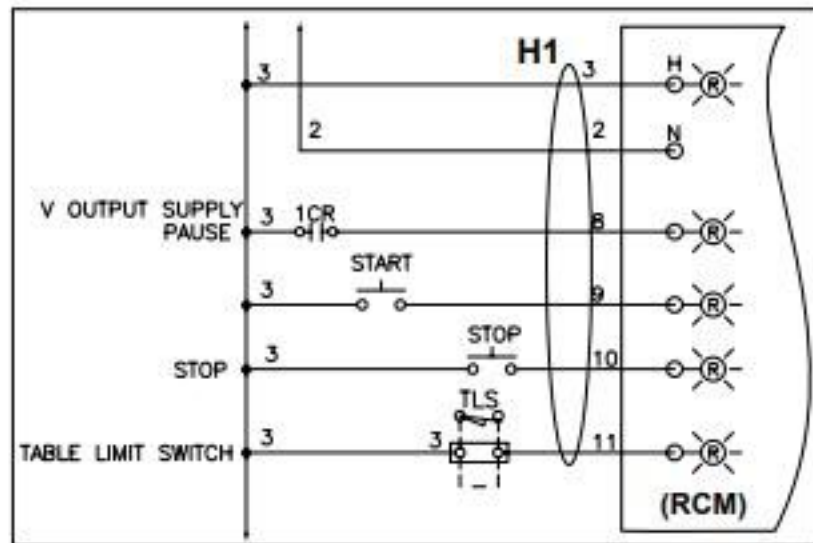 H1
3 3 H R
2 2 N
V OUTPUT SUPPLY
PAUSE 3 1CR 8 R
START
3 9 R
STOP
STOP 3 10 R
TLS
TABLE LIMIT SWITCH 3 3 11 R
(RCM)